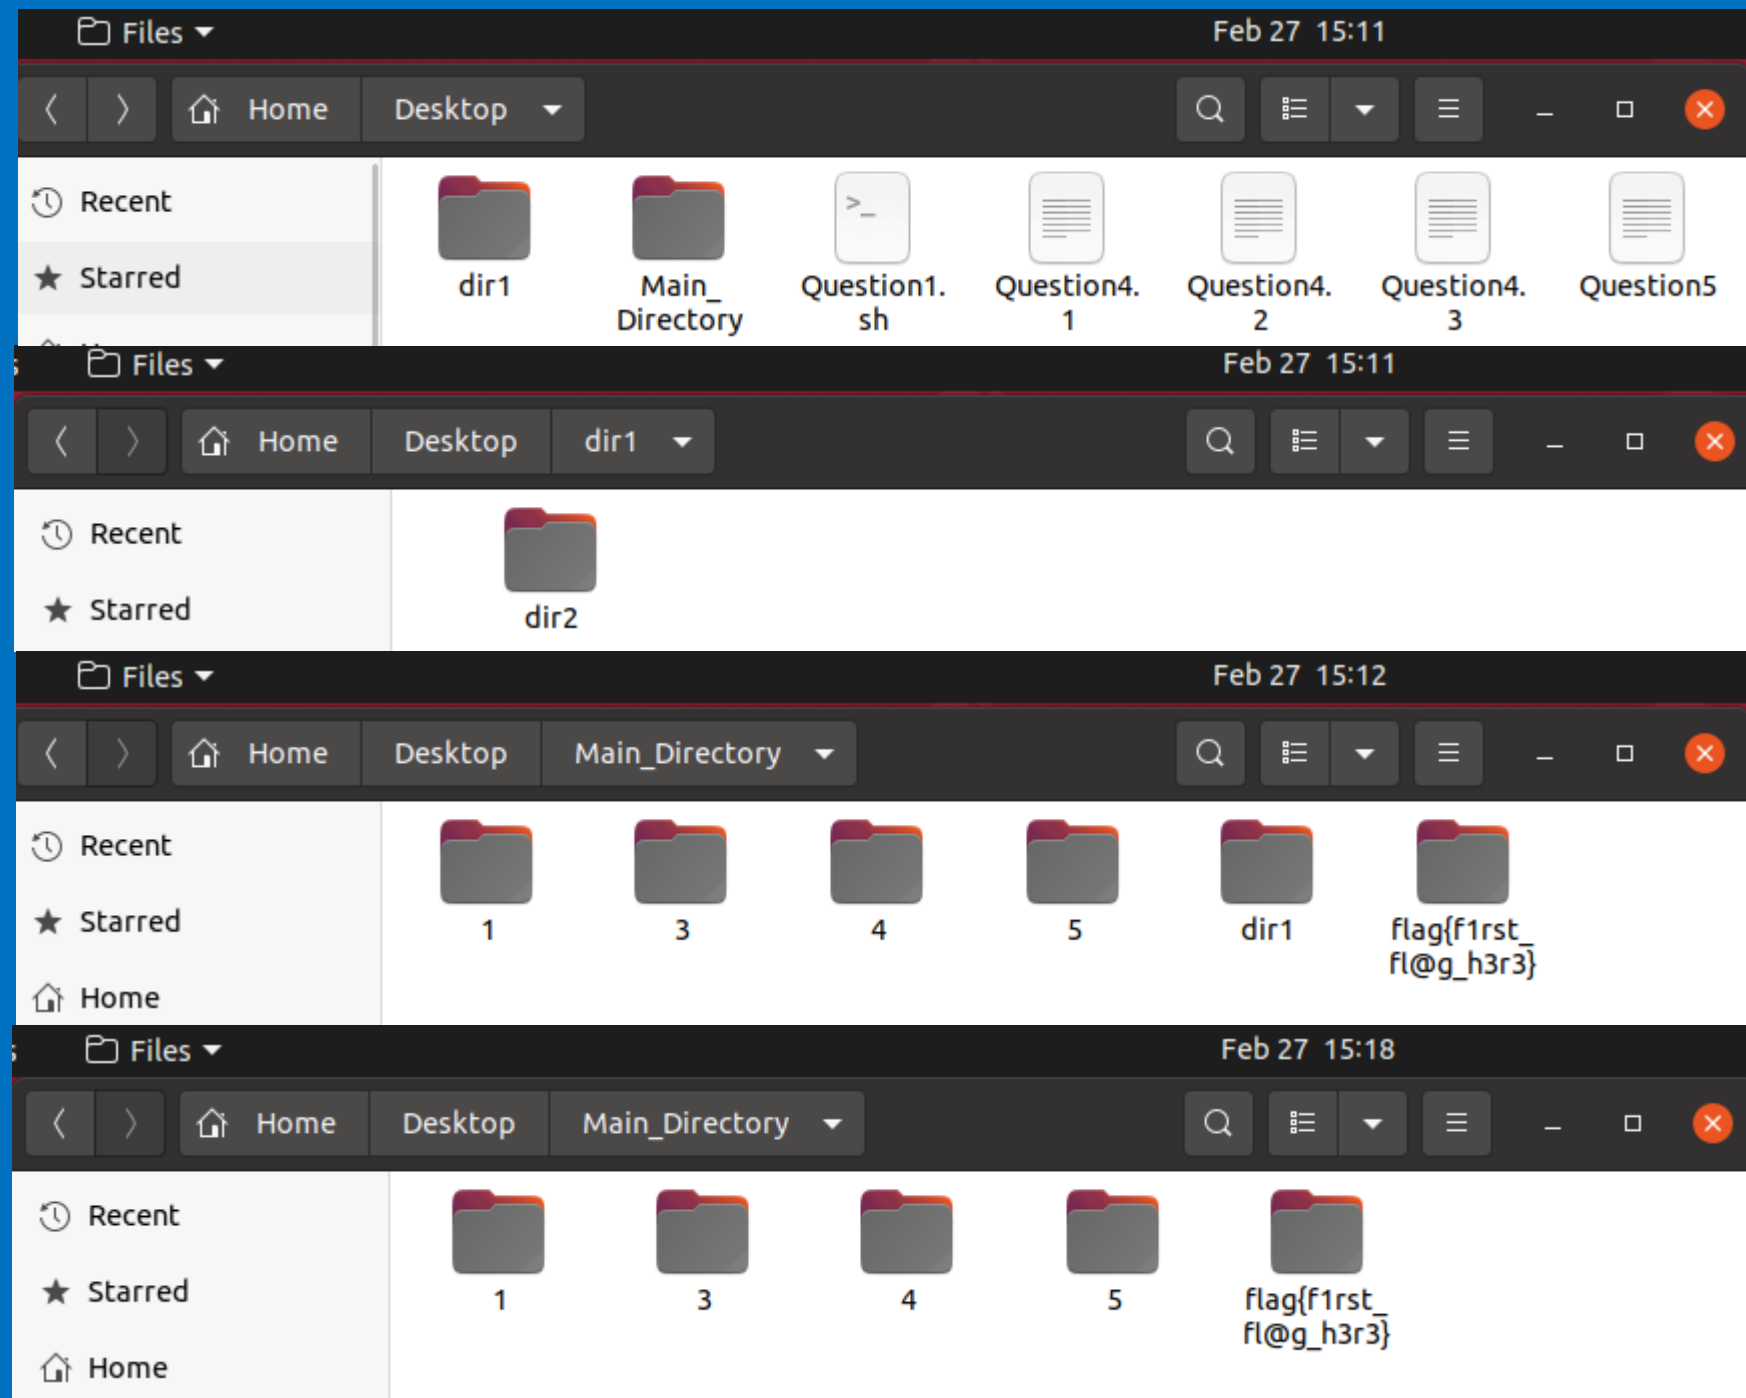 Files Feb 27 15:11
Home Desktop
Recent
Starred
dir1 Main_ Question1. Question4. Question4. Question4. Question5
Directory sh 1 2 3
Files Feb 27 15:11
Home Desktop dir1
Recent
Starred
dir2
Files Feb 27 15:12
Home Desktop Main_Directory
Recent
Starred
Home
1 3 4 5 dir1 flag{f1rst_
fl@g_h3r3}
Files Feb 27 15:18
Home Desktop Main_Directory
Recent
Starred
Home
1 3 4 5 flag{f1rst_
fl@g_h3r3}